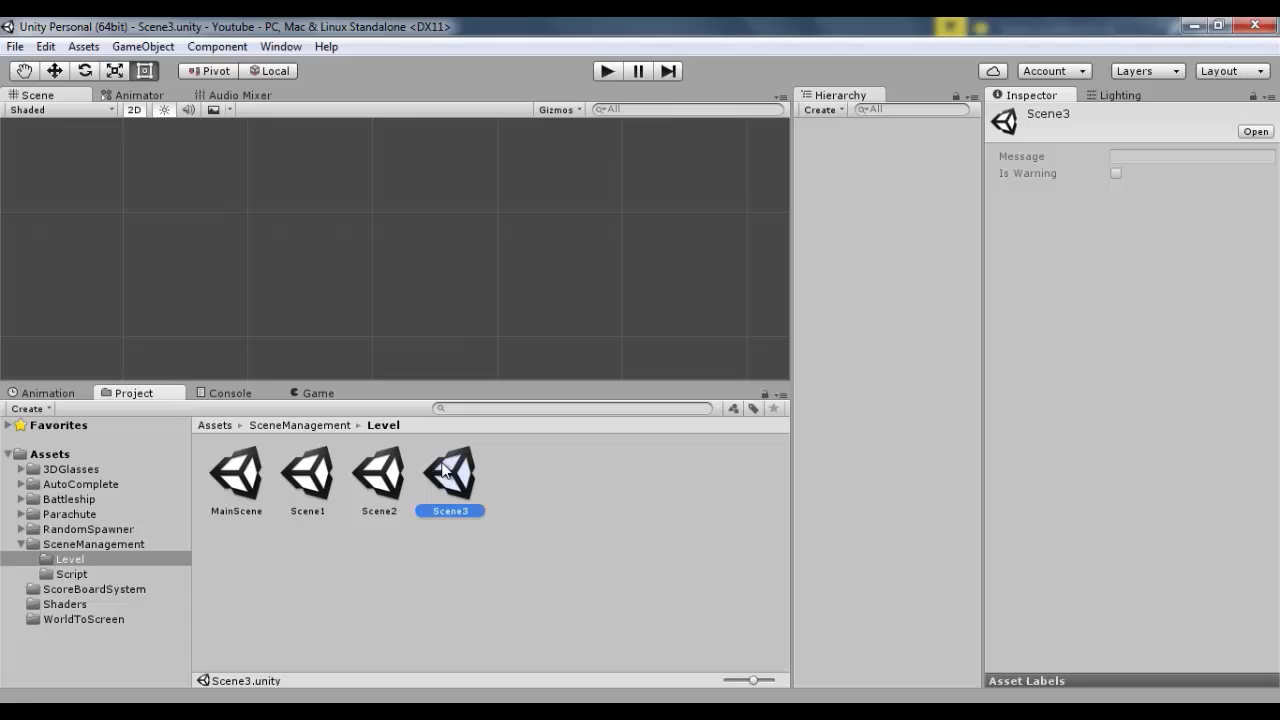 Unity Personal (64bit) - Scene3.unity - Youtube - PC, Mac & Linux Standalone <DX11>
File Edit Assets GameObject Component Window Help
Pivot Local Account Layers Layout
Scene Animator Audio Mixer Hierarchy Inspector Lighting
Shaded 2D Gizmos All Create All
Scene3
Open
Message
Is Warning
Animation Project Console Game
Create
Favorites
Assets SceneManagement Level
Assets
3DGlasses
AutoComplete
Battleship
Parachute
RandomSpawner
SceneManagement
Level
Script
ScoreBoardSystem
Shaders
WorldToScreen
MainScene Scene1 Scene2 Scene3
Scene3.unity
Asset Labels